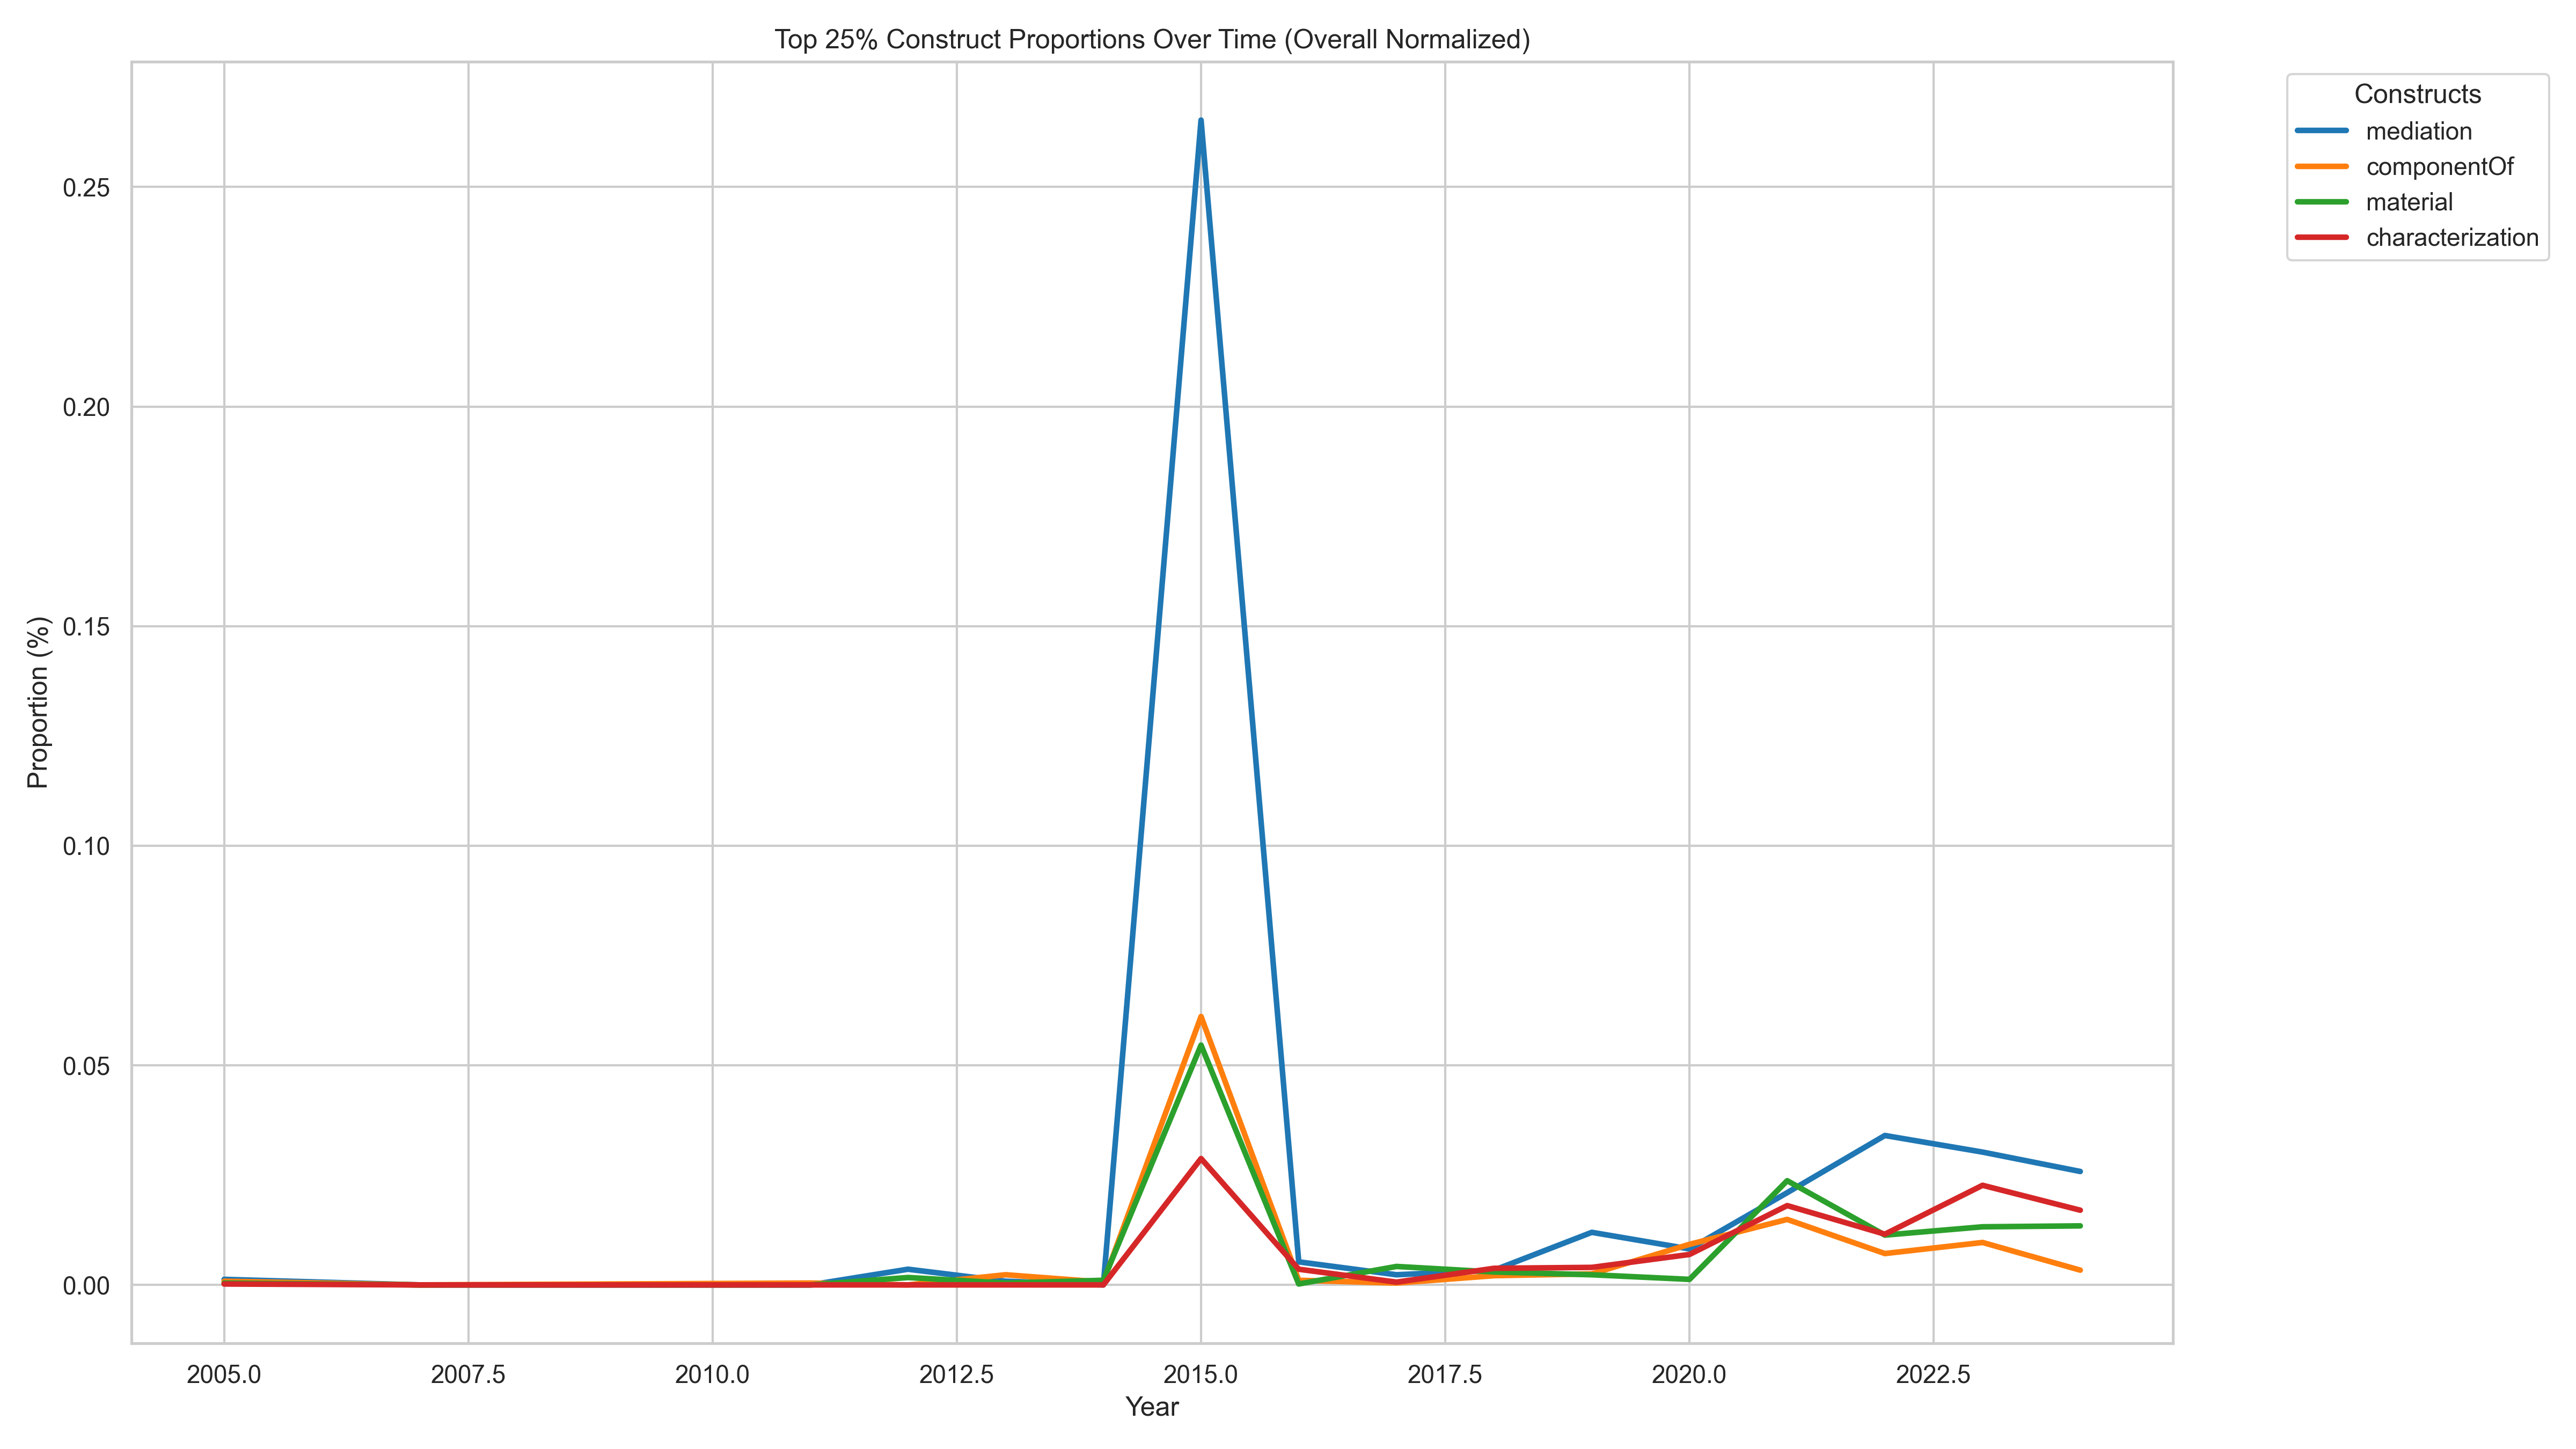 Top 25% Construct Proportions Over Time (Overall Normalized)
Constructs
mediation
componentOf
material
characterization
Proportion (%)
0.25
0.20
0.15
0.10
0.05
0.00
2005.0 2007.5 2010.0 2012.5 2015.0 2017.5 2020.0 2022.5
Year